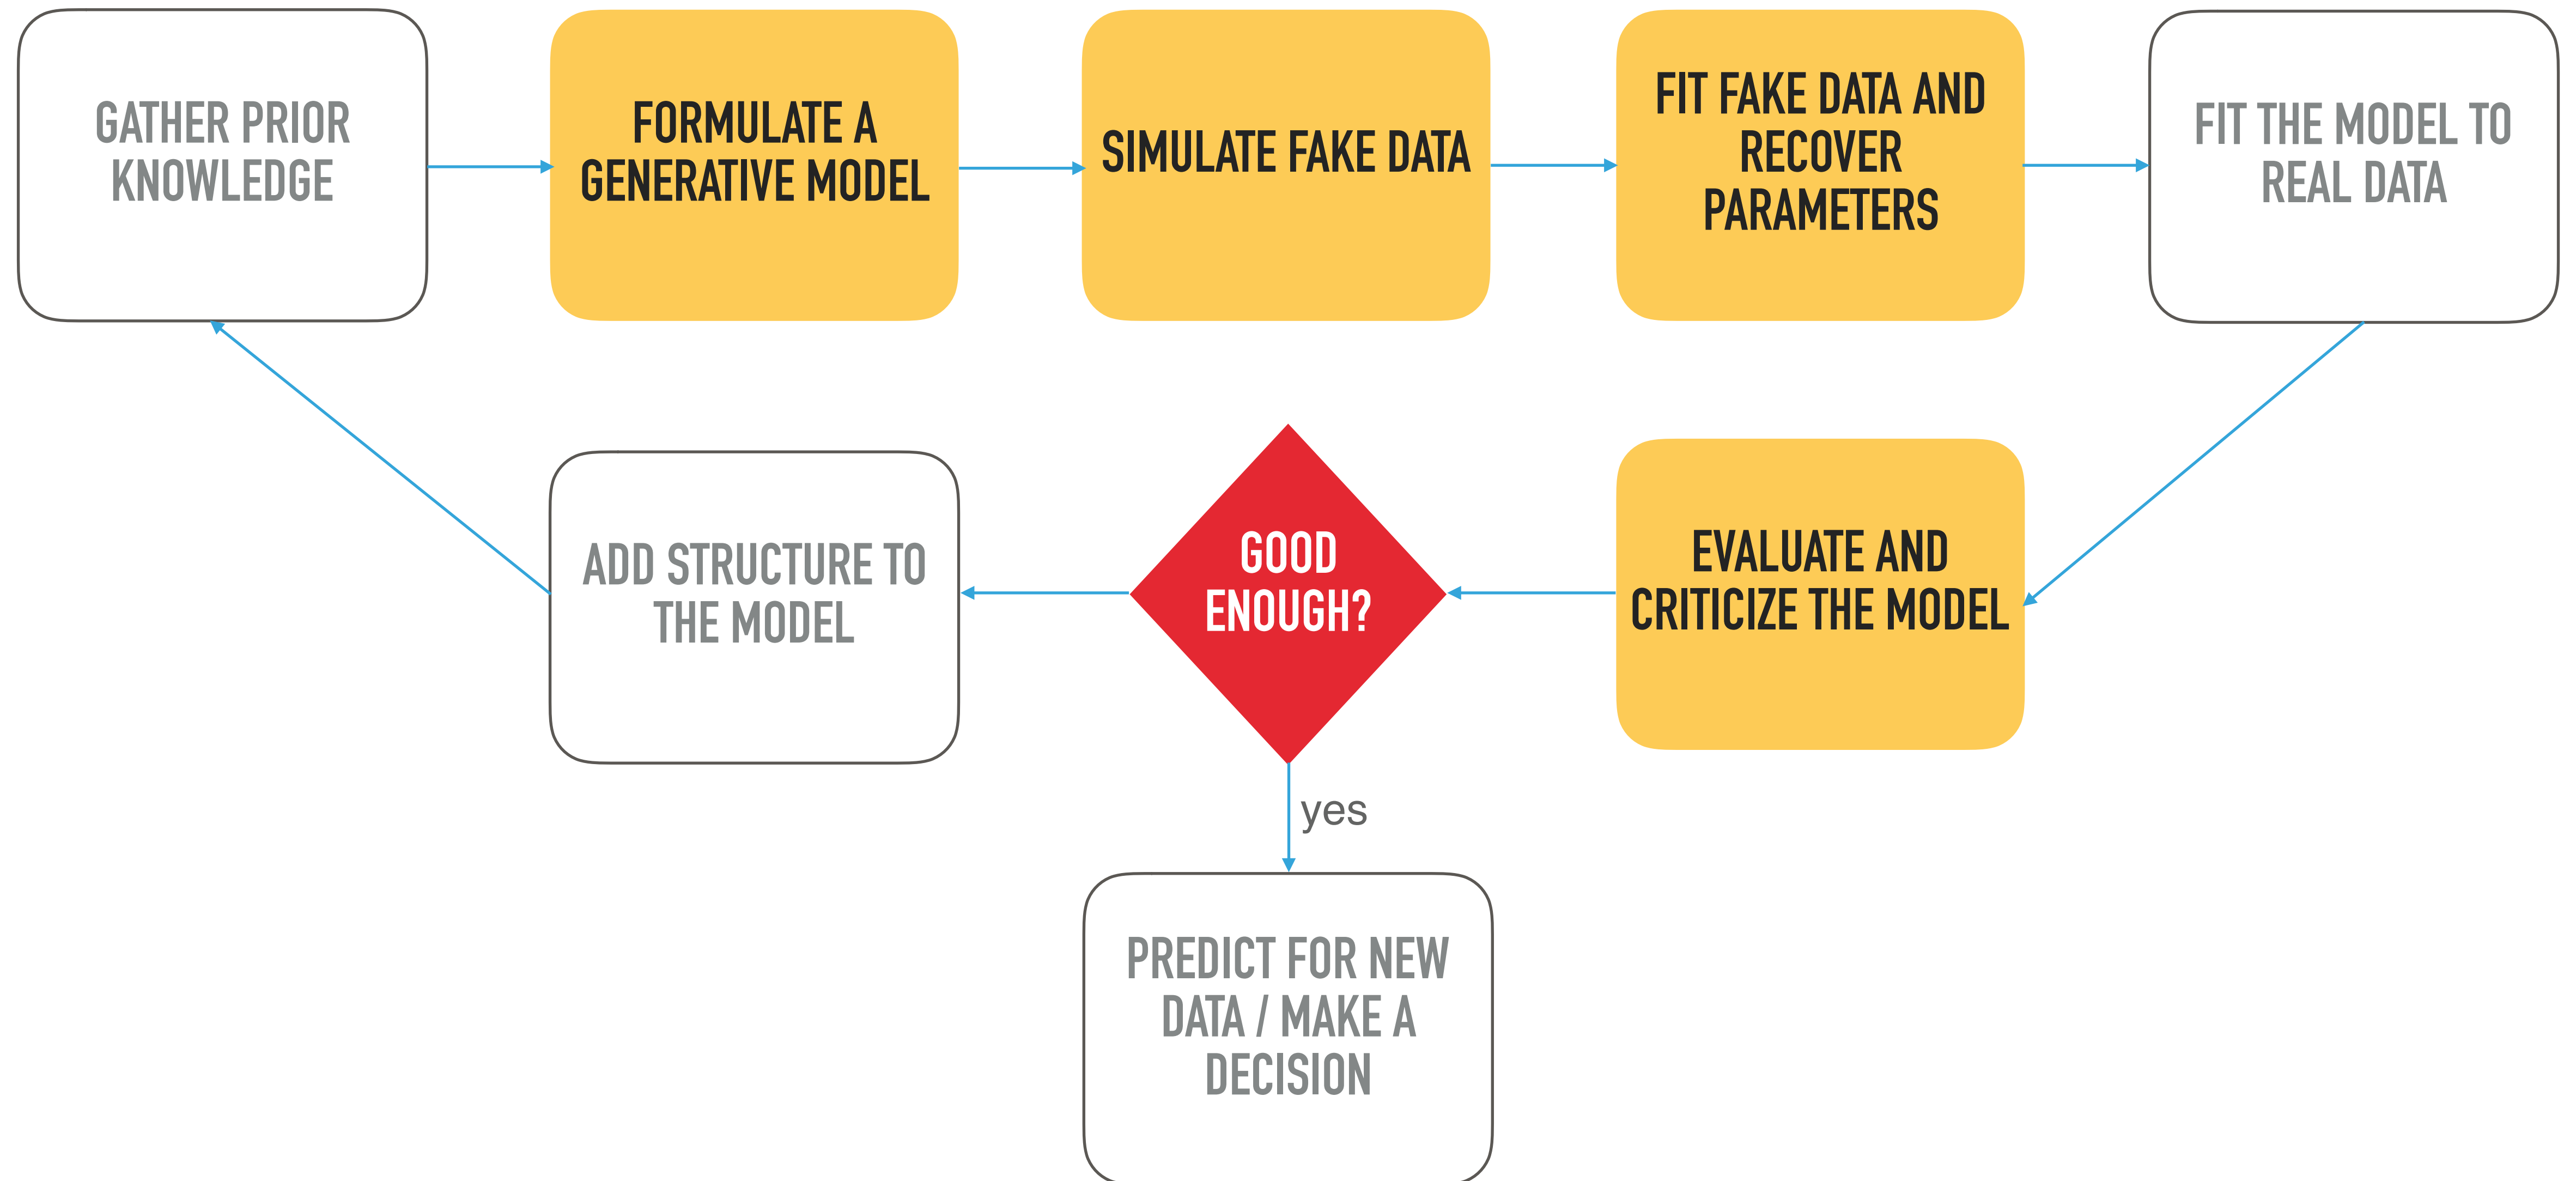 GATHER PRIOR
KNOWLEDGE
FORMULATE A
GENERATIVE MODEL
SIMULATE FAKE DATA
FIT FAKE DATA AND
RECOVER
PARAMETERS
FIT THE MODEL TO
REAL DATA
ADD STRUCTURE TO
THE MODEL
GOOD
ENOUGH?
EVALUATE AND
CRITICIZE THE MODEL
yes
PREDICT FOR NEW
DATA / MAKE A
DECISION